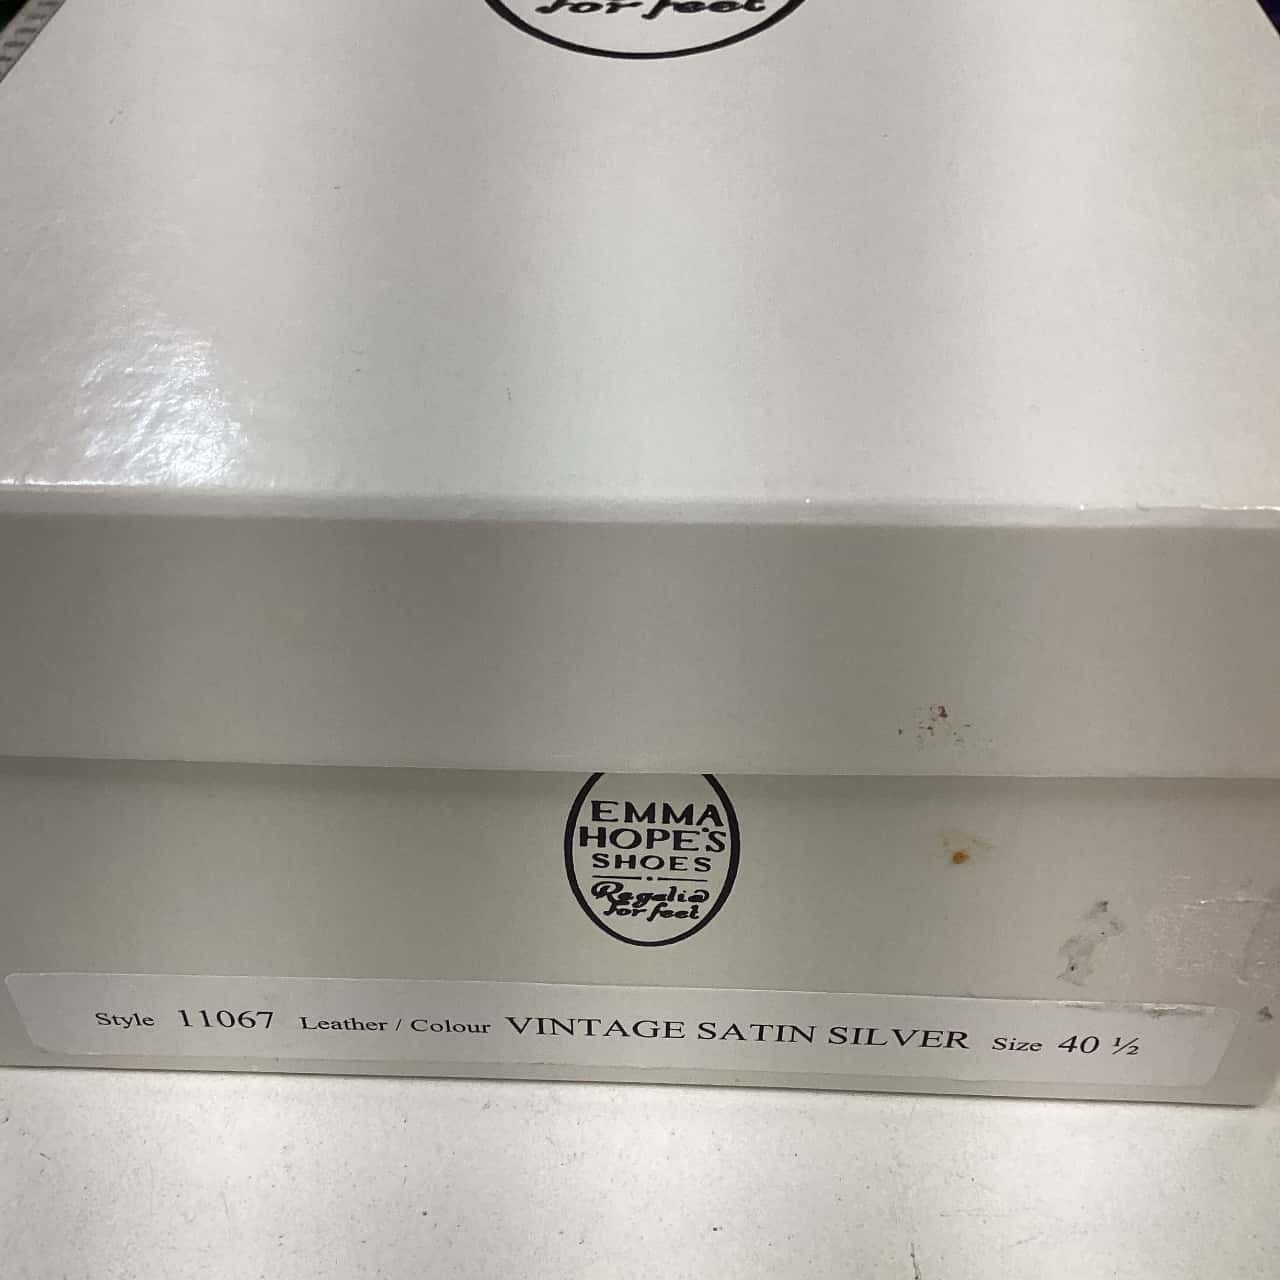 for feet
EMMA
HOPE'S
SHOES
Regalia
for feet
Style 11067 Leather / Colour VINTAGE SATIN SILVER Size 40 ½